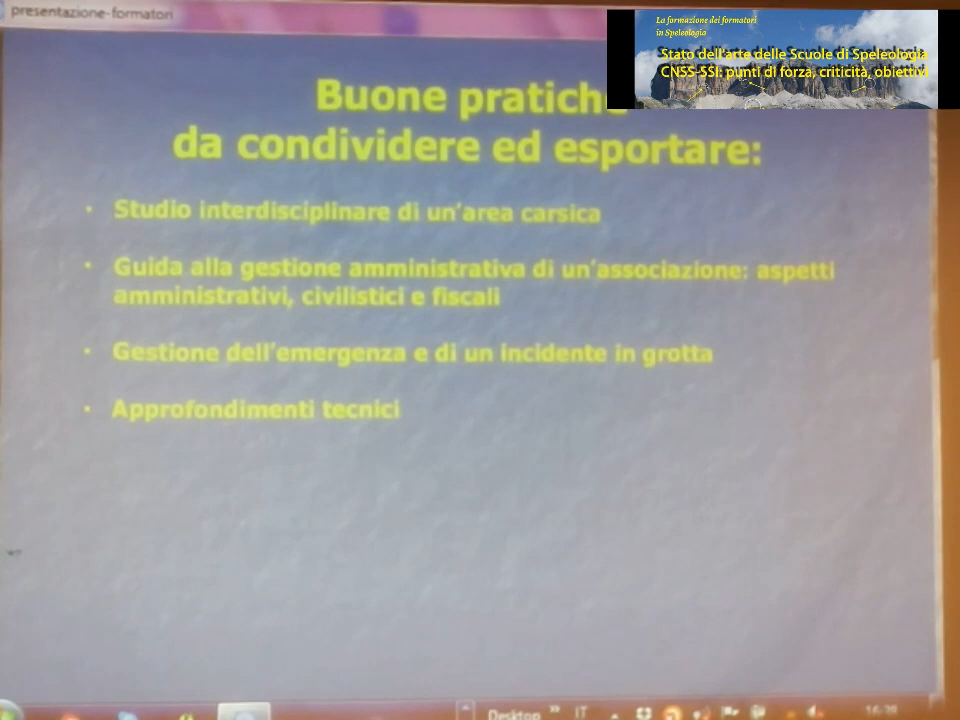 presentazione-formatori
La formazione dei formatori
in Speleologia
Stato dell'arte delle Scuole di Speleologia
CNSS-SSI: punti di forza, criticità, obiettivi
Buone pratiche
da condividere ed esportare:
· Studio interdisciplinare di un'area carsica
· Guida alla gestione amministrativa di un'associazione: aspetti
amministrativi, civilistici e fiscali
· Gestione dell'emergenza e di un incidente in grotta
· Approfondimenti tecnici
Desktop » IT